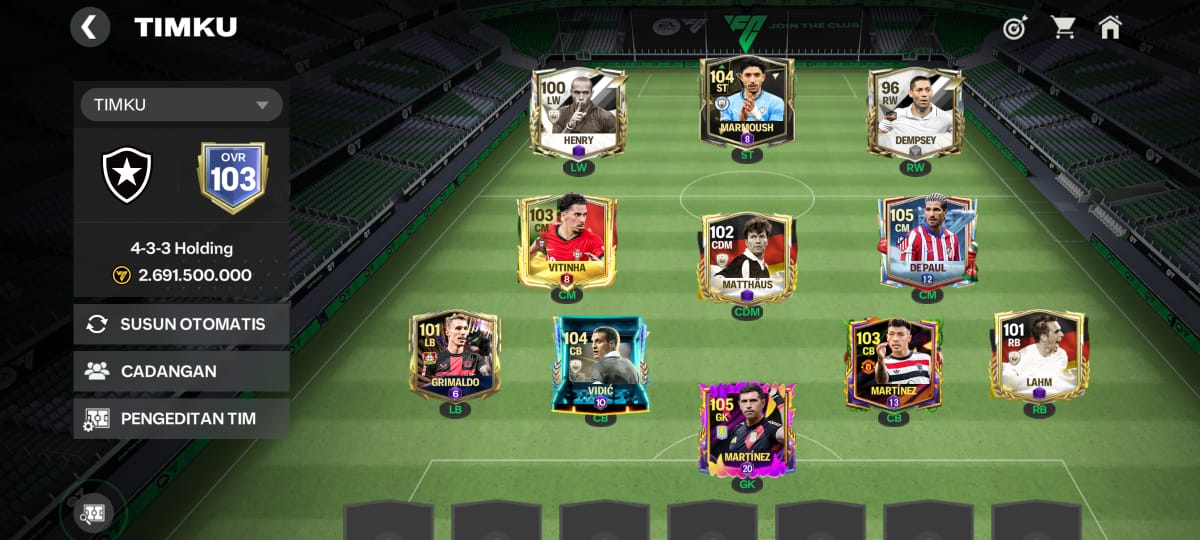 TIMKU
JOIN THE CLUB
TIMKU
OVR
103
4-3-3 Holding
2.691.500.000
SUSUN OTOMATIS
CADANGAN
PENGEDITAN TIM
100
LW
HENRY
LW
104
ST
MARMOUSH
8
ST
96
RW
DEMPSEY
RW
103
CM
VITINHA
8
CM
102
CDM
MATTHÄUS
CDM
105
CM
DE PAUL
12
CM
101
LB
GRIMALDO
6
LB
104
CB
VIDIĆ
10
CB
103
CB
MARTÍNEZ
13
CB
101
RB
LAHM
RB
105
GK
MARTÍNEZ
20
GK